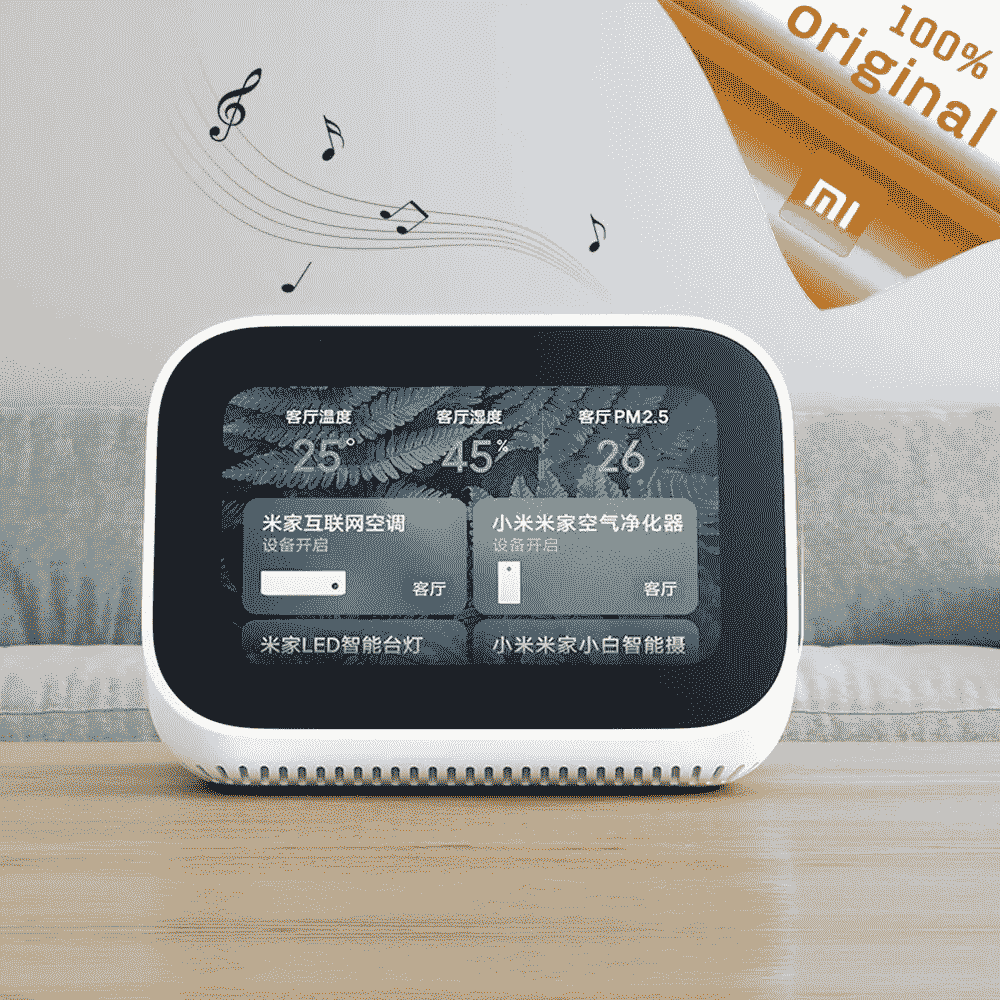 100%
original
mi
客厅温度
25°
客厅湿度
45%
客厅PM2.5
26
米家互联网空调
设备开启
客厅
小米米家空气净化器
设备开启
客厅
米家LED智能台灯
小米米家小白智能摄